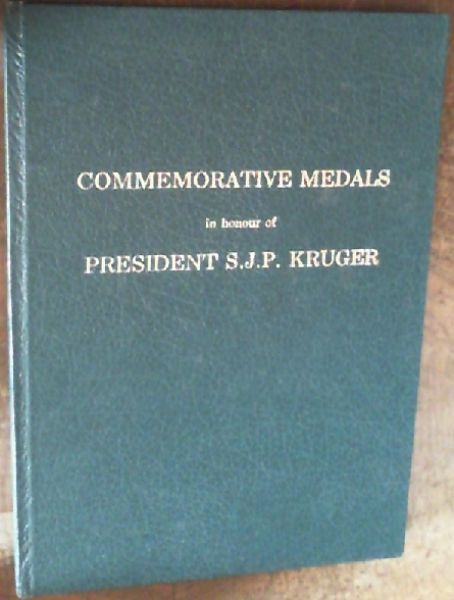 COMMEMORATIVE MEDALS
in honour of
PRESIDENT S.J.P. KRUGER